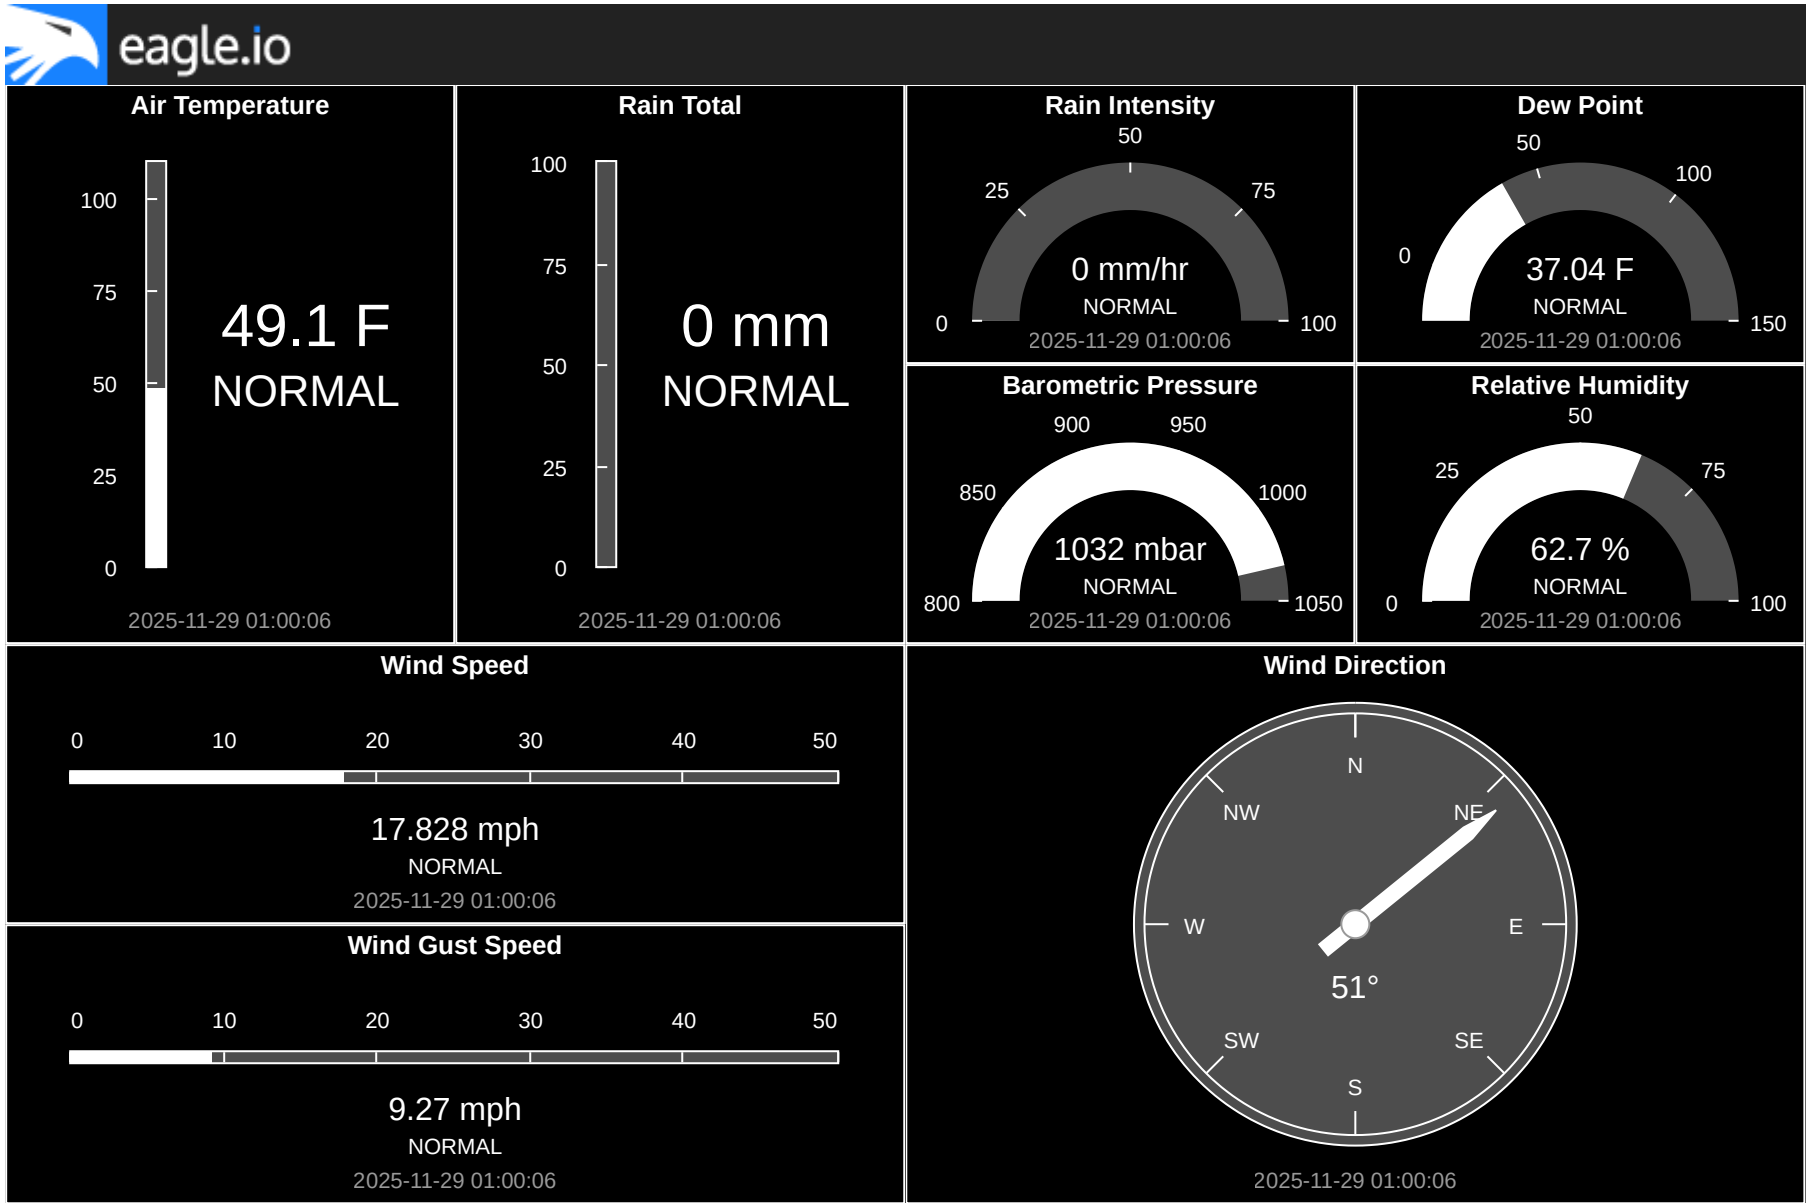 eagle.io
Air Temperature
100
75
50
25
0
49.1 F
NORMAL
2025-11-29 01:00:06
Rain Total
100
75
50
25
0
0 mm
NORMAL
2025-11-29 01:00:06
Rain Intensity
0
25
50
75
100
0 mm/hr
NORMAL
2025-11-29 01:00:06
Dew Point
0
50
100
150
37.04 F
NORMAL
2025-11-29 01:00:06
Barometric Pressure
800
850
900
950
1000
1050
1032 mbar
NORMAL
2025-11-29 01:00:06
Relative Humidity
0
25
50
75
100
62.7 %
NORMAL
2025-11-29 01:00:06
Wind Speed
0 10 20 30 40 50
17.828 mph
NORMAL
2025-11-29 01:00:06
Wind Gust Speed
0 10 20 30 40 50
9.27 mph
NORMAL
2025-11-29 01:00:06
Wind Direction
N
NW NE
W E
51°
SW SE
S
2025-11-29 01:00:06